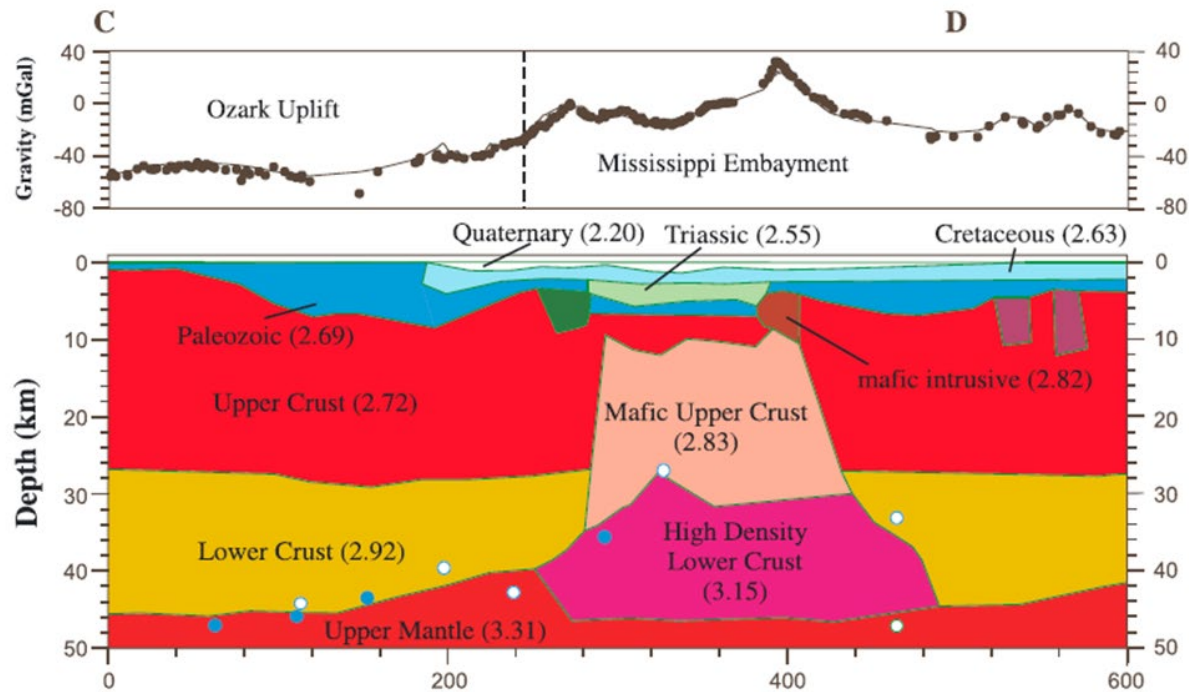 C D
40 40
0 0
-40 -40
-80 -80
Gravity (mGal)
Ozark Uplift
Mississippi Embayment
Quaternary (2.20) Triassic (2.55) Cretaceous (2.63)
0 0
10 10
20 20
30 30
40 40
50 50
Depth (km)
Paleozoic (2.69)
mafic intrusive (2.82)
Upper Crust (2.72)
Mafic Upper Crust
(2.83)
Lower Crust (2.92)
High Density
Lower Crust
(3.15)
Upper Mantle (3.31)
0 200 400 600